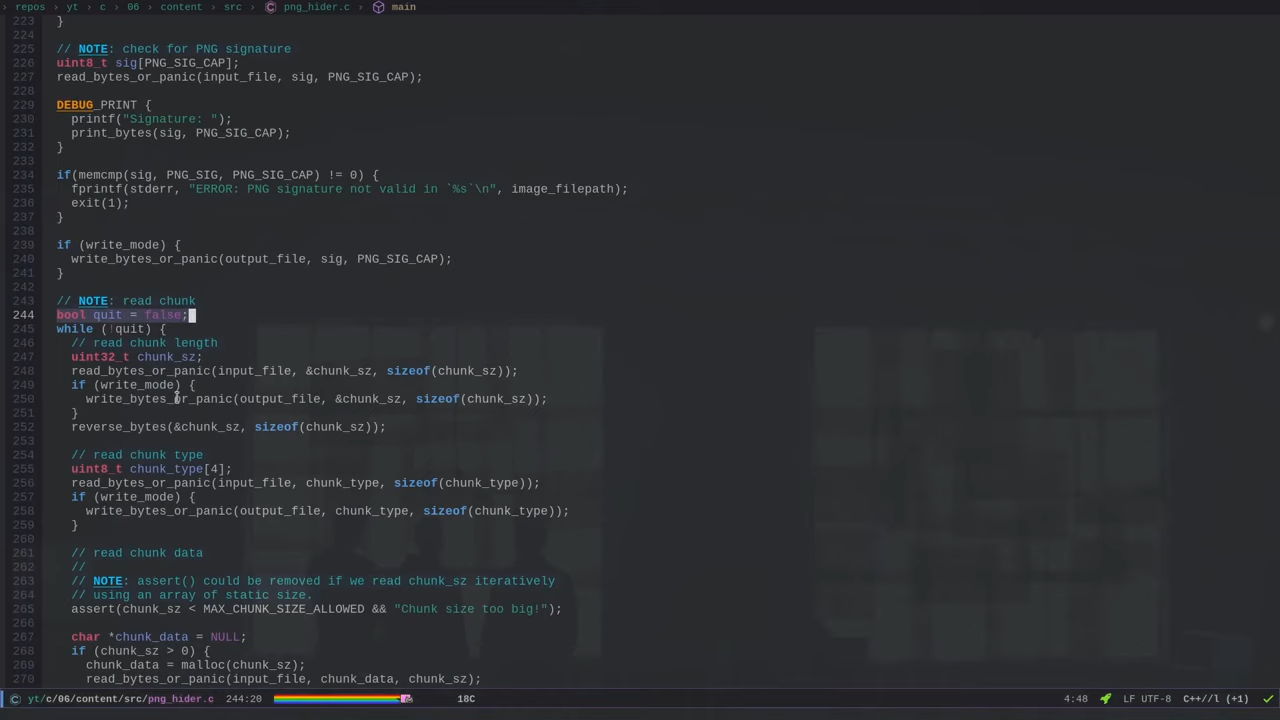 repos › yt › c › 06 › content › src › png_hider.c › main
223 }
224
225 // NOTE: check for PNG signature
226 uint8_t sig[PNG_SIG_CAP];
227 read_bytes_or_panic(input_file, sig, PNG_SIG_CAP);
228
229 DEBUG_PRINT {
230 printf("Signature: ");
231 print_bytes(sig, PNG_SIG_CAP);
232 }
233
234 if(memcmp(sig, PNG_SIG, PNG_SIG_CAP) != 0) {
235 fprintf(stderr, "ERROR: PNG signature not valid in `%s`\n", image_filepath);
236 exit(1);
237 }
238
239 if (write_mode) {
240 write_bytes_or_panic(output_file, sig, PNG_SIG_CAP);
241 }
242
243 // NOTE: read chunk
244 bool quit = false;
245 while (!quit) {
246 // read chunk length
247 uint32_t chunk_sz;
248 read_bytes_or_panic(input_file, &chunk_sz, sizeof(chunk_sz));
249 if (write_mode) {
250 write_bytes_or_panic(output_file, &chunk_sz, sizeof(chunk_sz));
251 }
252 reverse_bytes(&chunk_sz, sizeof(chunk_sz));
253
254 // read chunk type
255 uint8_t chunk_type[4];
256 read_bytes_or_panic(input_file, chunk_type, sizeof(chunk_type));
257 if (write_mode) {
258 write_bytes_or_panic(output_file, chunk_type, sizeof(chunk_type));
259 }
260
261 // read chunk data
262 //
263 // NOTE: assert() could be removed if we read chunk_sz iteratively
264 // using an array of static size.
265 assert(chunk_sz < MAX_CHUNK_SIZE_ALLOWED && "Chunk size too big!");
266
267 char *chunk_data = NULL;
268 if (chunk_sz > 0) {
269 chunk_data = malloc(chunk_sz);
270 read_bytes_or_panic(input_file, chunk_data, chunk_sz);
yt/c/06/content/src/png_hider.c 244:20 18C 4:48 LF UTF-8 C++//l (+1)